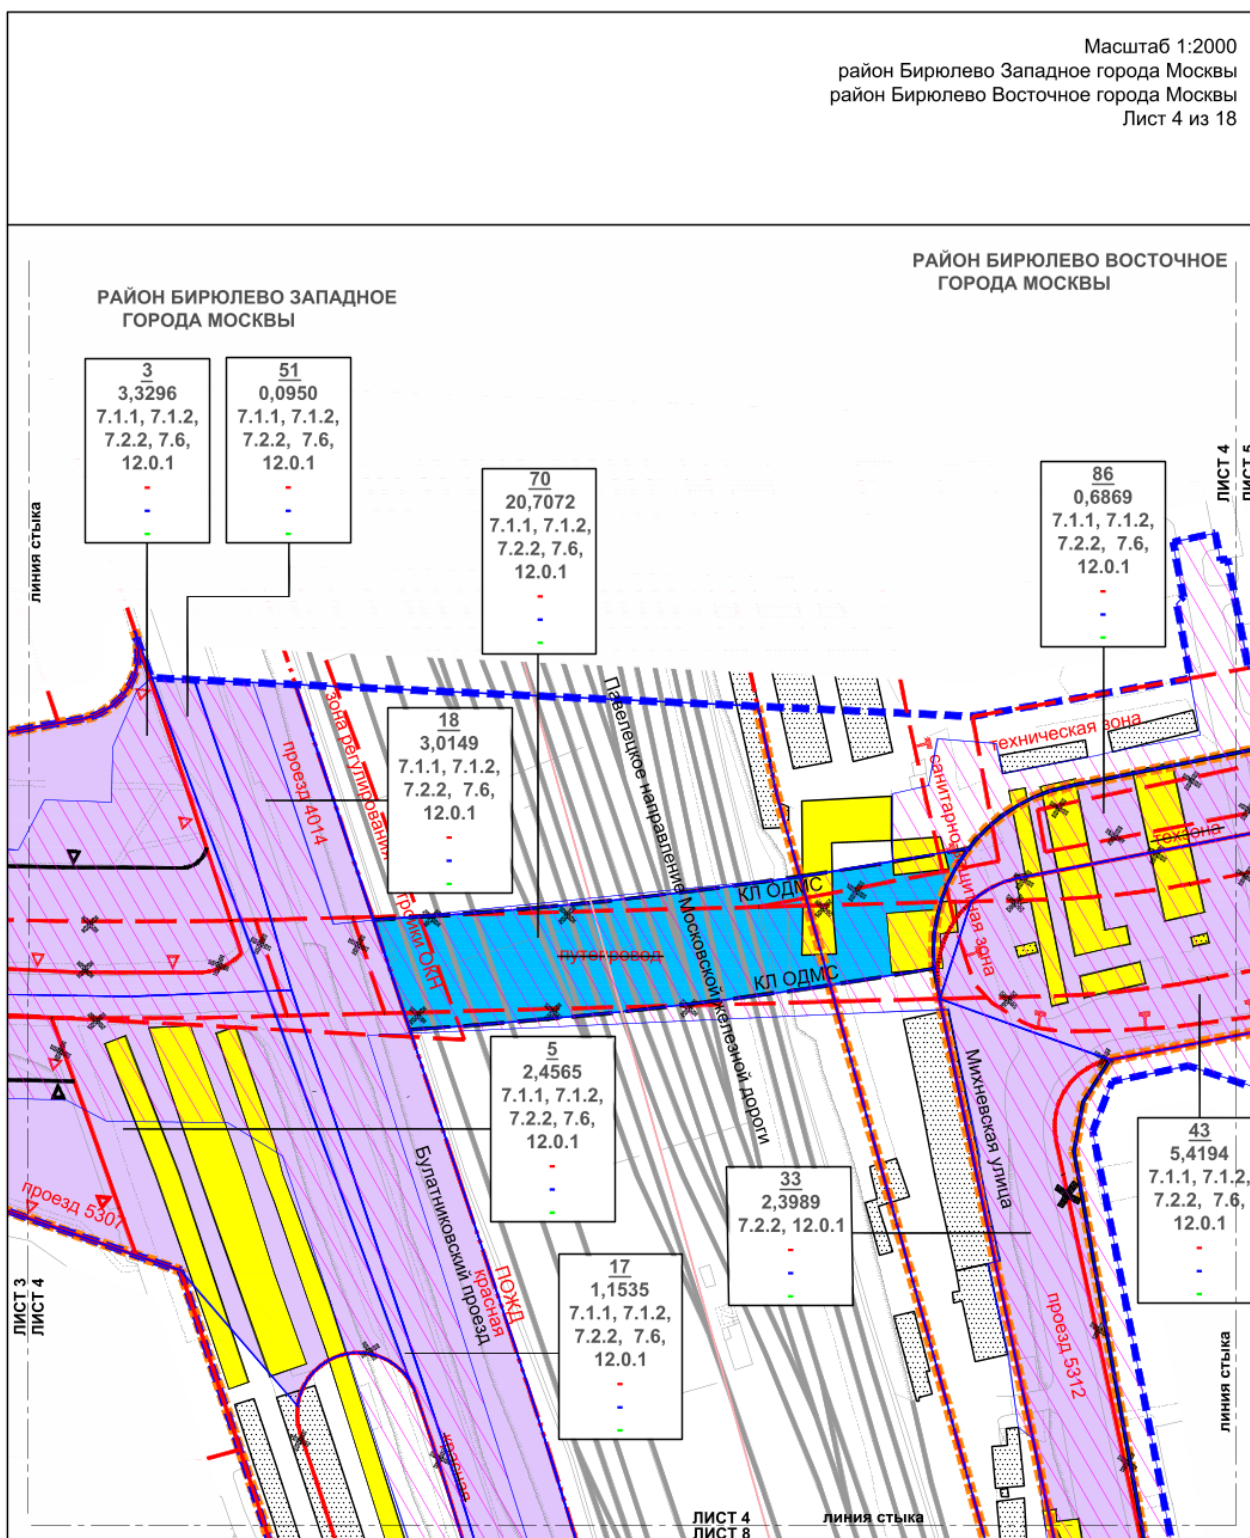 Масштаб 1:2000
район Бирюлево Западное города Москвы
район Бирюлево Восточное города Москвы
Лист 4 из 18
РАЙОН БИРЮЛЕВО ВОСТОЧНОЕ
ГОРОДА МОСКВЫ
РАЙОН БИРЮЛЕВО ЗАПАДНОЕ
ГОРОДА МОСКВЫ
3
3,3296
7.1.1, 7.1.2,
7.2.2, 7.6,
12.0.1
-
-
-
51
0,0950
7.1.1, 7.1.2,
7.2.2, 7.6,
12.0.1
-
-
-
70
20,7072
7.1.1, 7.1.2,
7.2.2, 7.6,
12.0.1
-
-
-
86
0,6869
7.1.1, 7.1.2,
7.2.2, 7.6,
12.0.1
-
-
-
ЛИСТ 4
ЛИСТ 5
линия стыка
18
3,0149
7.1.1, 7.1.2,
7.2.2, 7.6,
12.0.1
-
-
-
проезд 4014
зона регулирования
тройки ОКН
Павелецкое направление Московской железной дороги
техническая зона
санитарно
щитная зона
техзона
КЛ ОДМС
путепровод
КЛ ОДМС
5
2,4565
7.1.1, 7.1.2,
7.2.2, 7.6,
12.0.1
-
-
-
Михневская улица
43
5,4194
7.1.1, 7.1.2,
7.2.2, 7.6,
12.0.1
-
-
-
33
2,3989
7.2.2, 12.0.1
-
-
-
проезд 5307
Булатниковский проезд
красная
ПОЖД
17
1,1535
7.1.1, 7.1.2,
7.2.2, 7.6,
12.0.1
-
-
-
проезд 5312
ЛИСТ 3
ЛИСТ 4
линия стыка
красная
ЛИСТ 4
ЛИСТ 8
линия стыка